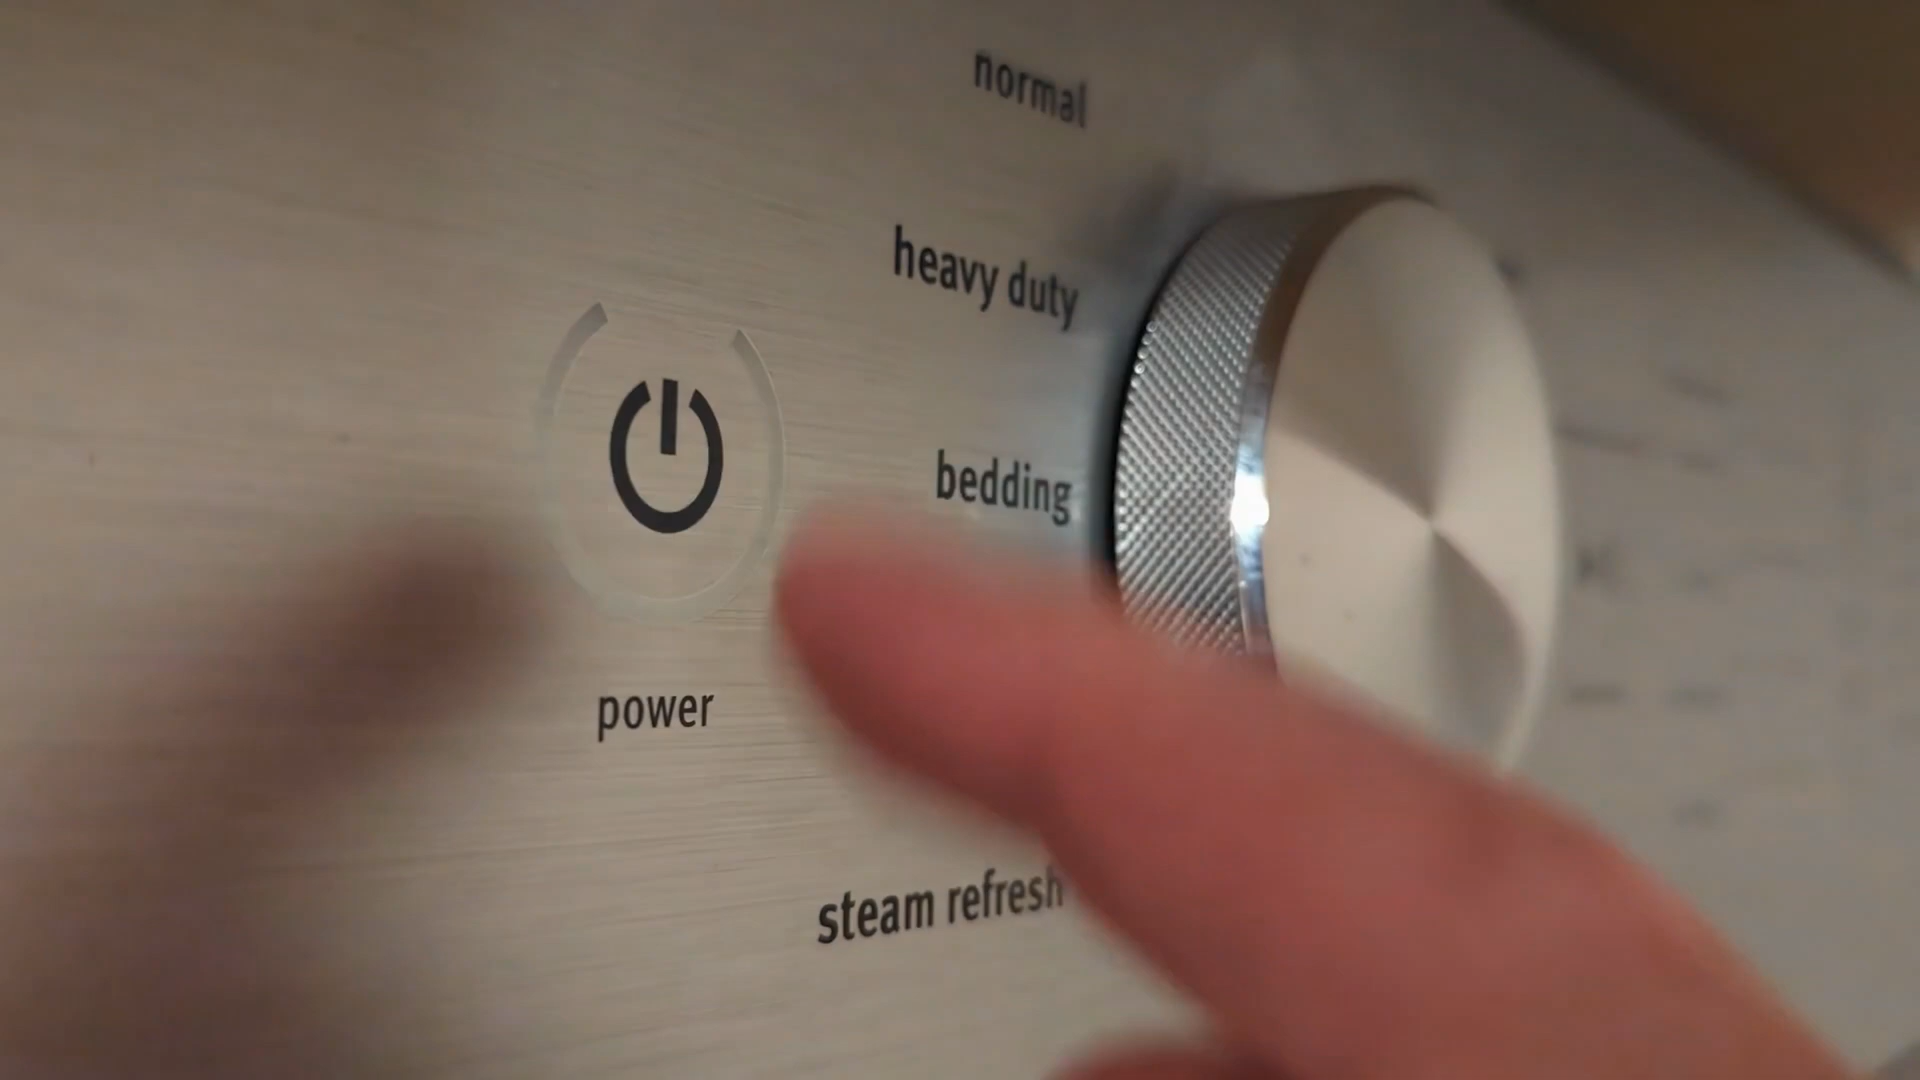 normal
heavy duty
bedding
power
steam refresh